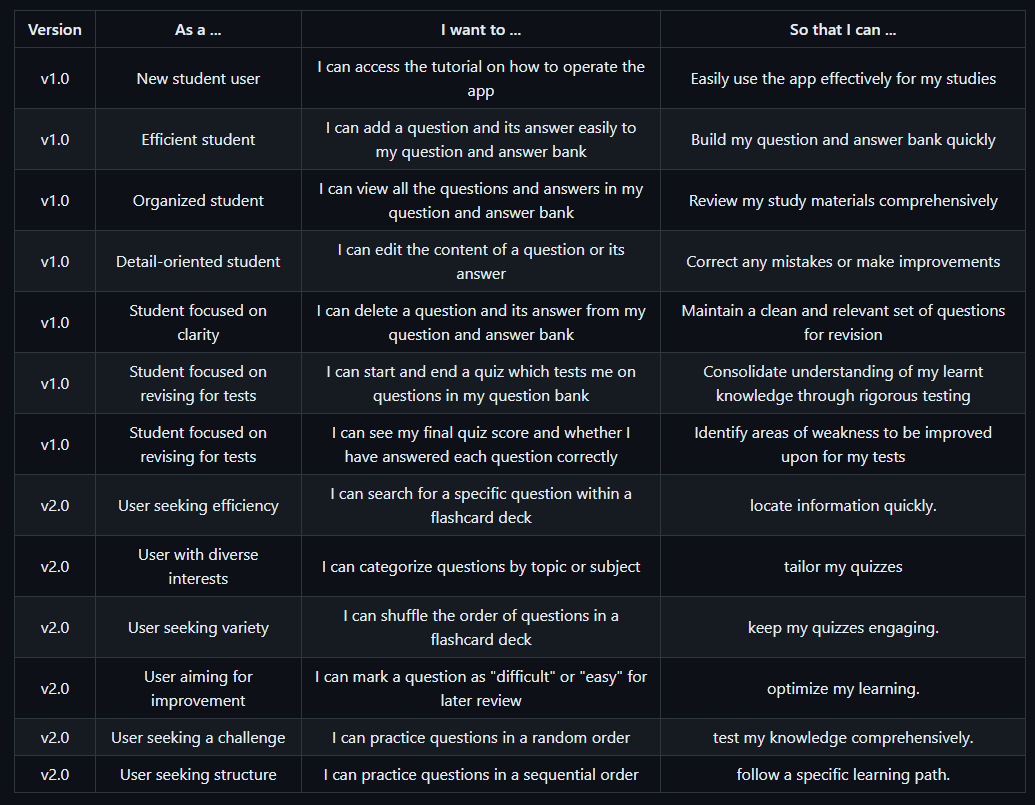 Version As a ... I want to ... So that I can ...
v1.0 New student user I can access the tutorial on how to operate the
app Easily use the app effectively for my studies
v1.0 Efficient student I can add a question and its answer easily to
my question and answer bank Build my question and answer bank quickly
v1.0 Organized student I can view all the questions and answers in my
question and answer bank Review my study materials comprehensively
v1.0 Detail-oriented student I can edit the content of a question or its
answer Correct any mistakes or make improvements
v1.0 Student focused on
clarity I can delete a question and its answer from my
question and answer bank Maintain a clean and relevant set of questions
for revision
v1.0 Student focused on
revising for tests I can start and end a quiz which tests me on
questions in my question bank Consolidate understanding of my learnt
knowledge through rigorous testing
v1.0 Student focused on
revising for tests I can see my final quiz score and whether I
have answered each question correctly Identify areas of weakness to be improved
upon for my tests
v2.0 User seeking efficiency I can search for a specific question within a
flashcard deck locate information quickly.
v2.0 User with diverse
interests I can categorize questions by topic or subject tailor my quizzes
v2.0 User seeking variety I can shuffle the order of questions in a
flashcard deck keep my quizzes engaging.
v2.0 User aiming for
improvement I can mark a question as "difficult" or "easy" for
later review optimize my learning.
v2.0 User seeking a challenge I can practice questions in a random order test my knowledge comprehensively.
v2.0 User seeking structure I can practice questions in a sequential order follow a specific learning path.